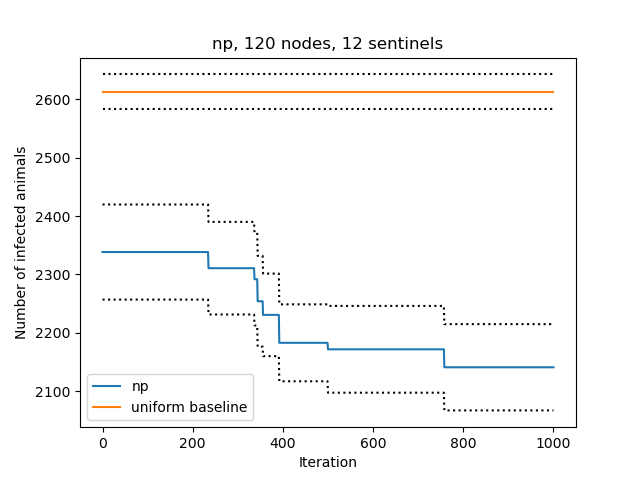 np, 120 nodes, 12 sentinels
Number of infected animals
2600
2500
2400
2300
2200
2100
np
uniform baseline
0
200
400
600
800
1000
Iteration